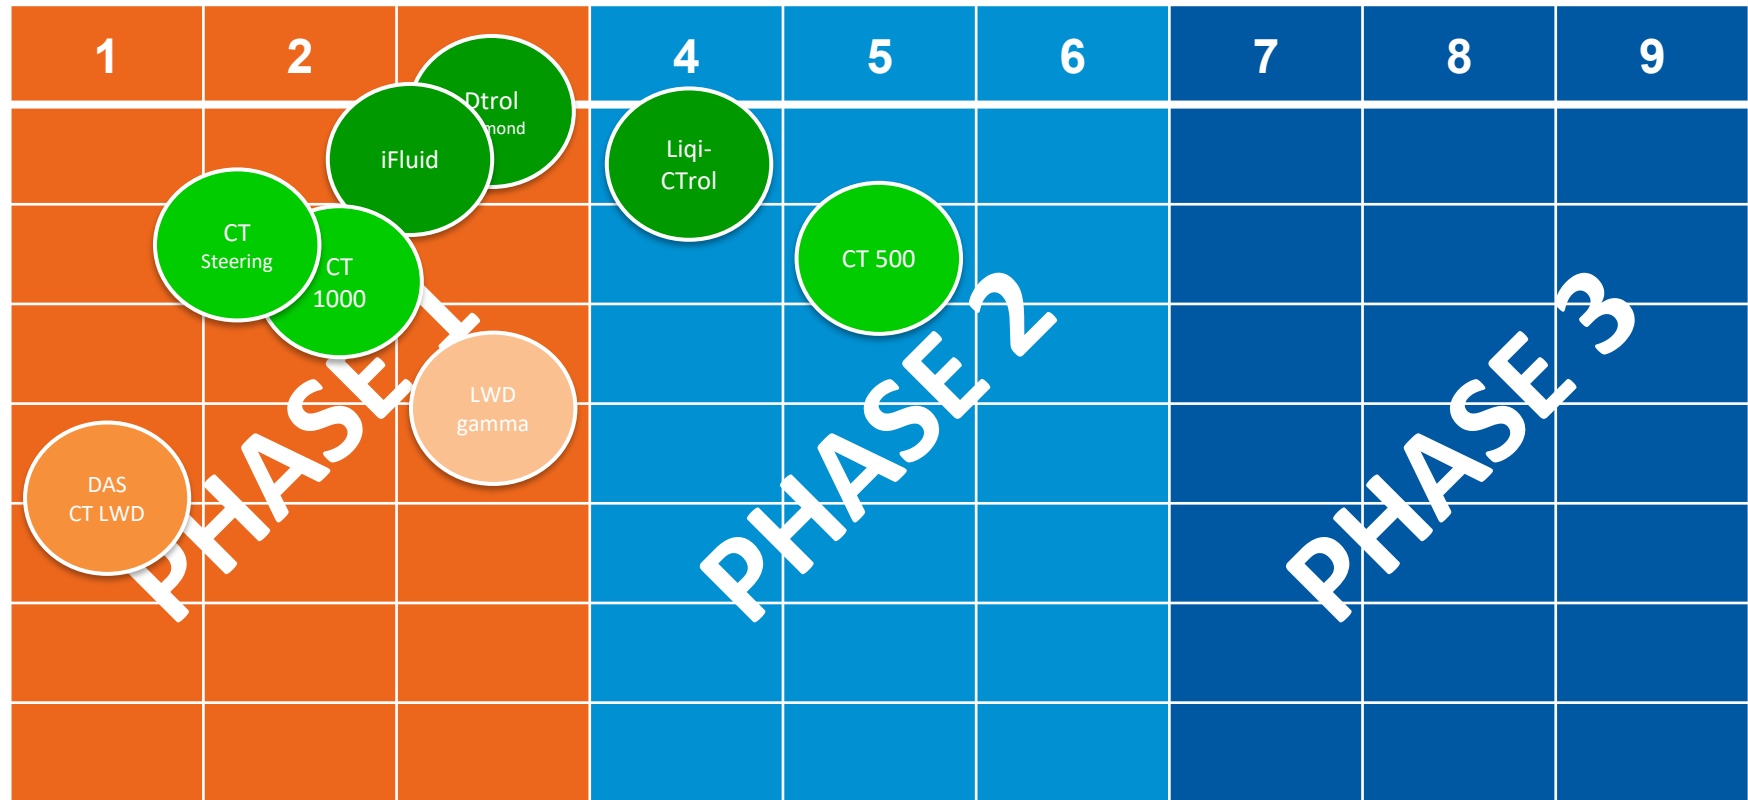 1 2 4 5 6 7 8 9
Dtrol
iFluid
Liqi-
CTrol
CT
Steering
CT
1000
CT 500
LWD
gamma
DAS
CT LWD
PHASE 1
PHASE 2
PHASE 3